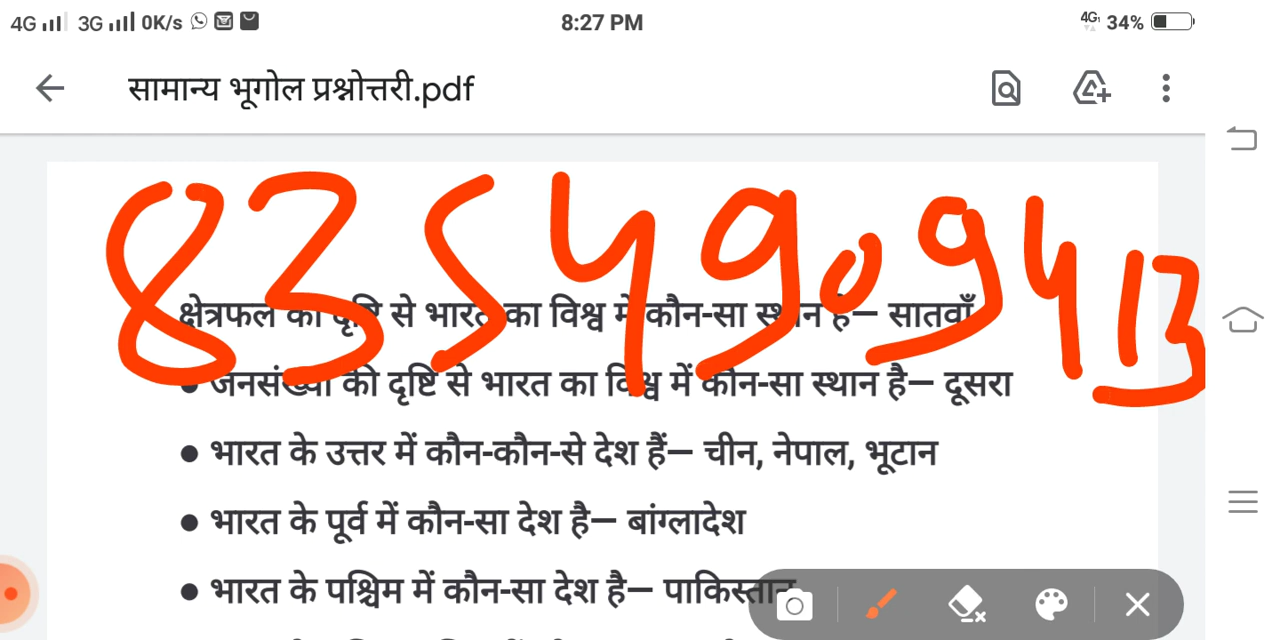 4G 3G 0K/s 8:27 PM 4G 34%
सामान्य भूगोल प्रश्नोत्तरी.pdf
8354909413
क्षेत्रफल की दृष्टि से भारत का विश्व में कौन-सा स्थान है— सातवाँ
● जनसंख्या की दृष्टि से भारत का विश्व में कौन-सा स्थान है— दूसरा
● भारत के उत्तर में कौन-कौन-से देश हैं— चीन, नेपाल, भूटान
● भारत के पूर्व में कौन-सा देश है— बांग्लादेश
● भारत के पश्चिम में कौन-सा देश है— पाकिस्तान